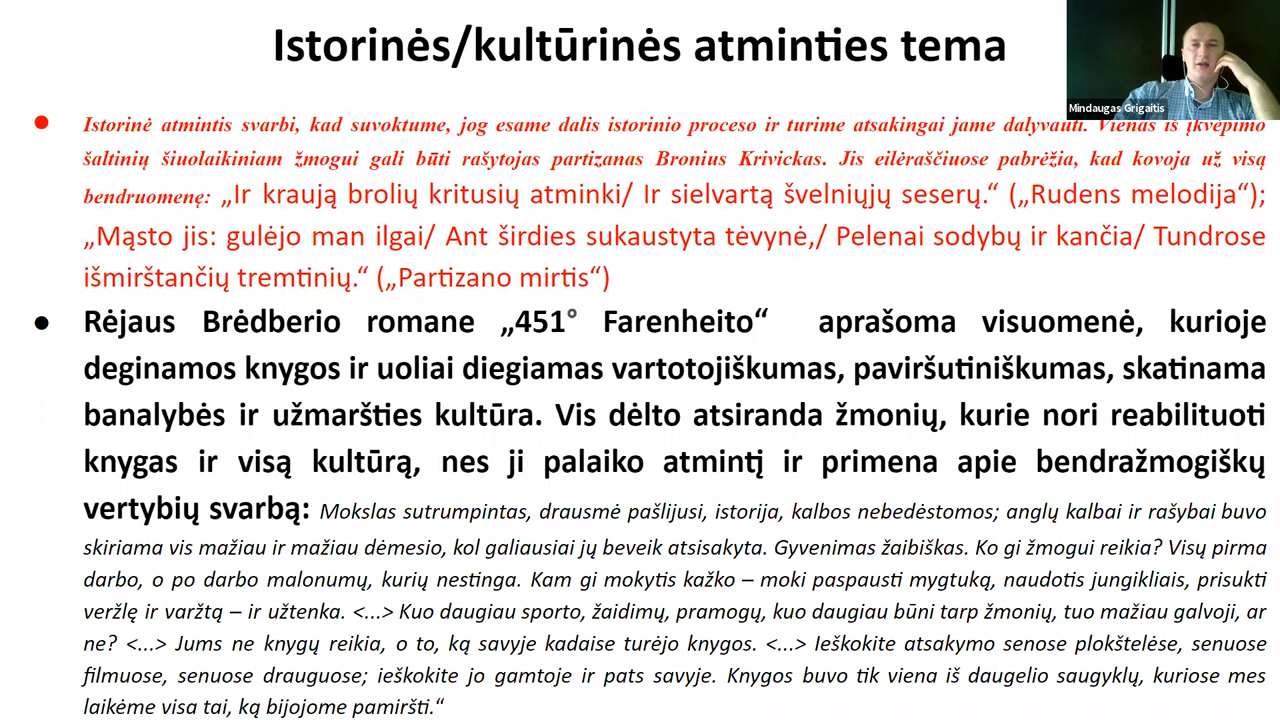 Istorinės/kultūrinės atminties tema
Mindaugas Grigaitis
Istorinė atmintis svarbi, kad suvoktume, jog esame dalis istorinio proceso ir turime atsakingai jame dalyvauti. Vienas iš įkvėpimo
šaltinių šiuolaikiniam žmogui gali būti rašytojas partizanas Bronius Krivickas. Jis eilėraščiuose pabrėžia, kad kovoja už visą
bendruomenę: „Ir kraują brolių kritusių atminki/ Ir sielvartą švelniųjų seserų.“ („Rudens melodija“);
„Mąsto jis: gulėjo man ilgai/ Ant širdies sukaustyta tėvynė,/ Pelenai sodybų ir kančia/ Tundrose
išmirštančių tremtinių.“ („Partizano mirtis“)
Rėjaus Brėdberio romane „451° Farenheito“ aprašoma visuomenė, kurioje
deginamos knygos ir uoliai diegiamas vartotojiškumas, paviršutiniškumas, skatinama
banalybės ir užmaršties kultūra. Vis dėlto atsiranda žmonių, kurie nori reabilituoti
knygas ir visą kultūrą, nes ji palaiko atmintį ir primena apie bendražmogiškų
vertybių svarbą: Mokslas sutrumpintas, drausmė pašlijusi, istorija, kalbos nebedėstomos; anglų kalbai ir rašybai buvo
skiriama vis mažiau ir mažiau dėmesio, kol galiausiai jų beveik atsisakyta. Gyvenimas žaibiškas. Ko gi žmogui reikia? Visų pirma
darbo, o po darbo malonumų, kurių nestinga. Kam gi mokytis kažko – moki paspausti mygtuką, naudotis jungikliais, prisukti
veržlę ir varžtą – ir užtenka. <...> Kuo daugiau sporto, žaidimų, pramogų, kuo daugiau būni tarp žmonių, tuo mažiau galvoji, ar
ne? <...> Jums ne knygų reikia, o to, ką savyje kadaise turėjo knygos. <...> Ieškokite atsakymo senose plokštelėse, senuose
filmuose, senuose drauguose; ieškokite jo gamtoje ir pats savyje. Knygos buvo tik viena iš daugelio saugyklų, kuriose mes
laikėme visa tai, ką bijojome pamiršti.“